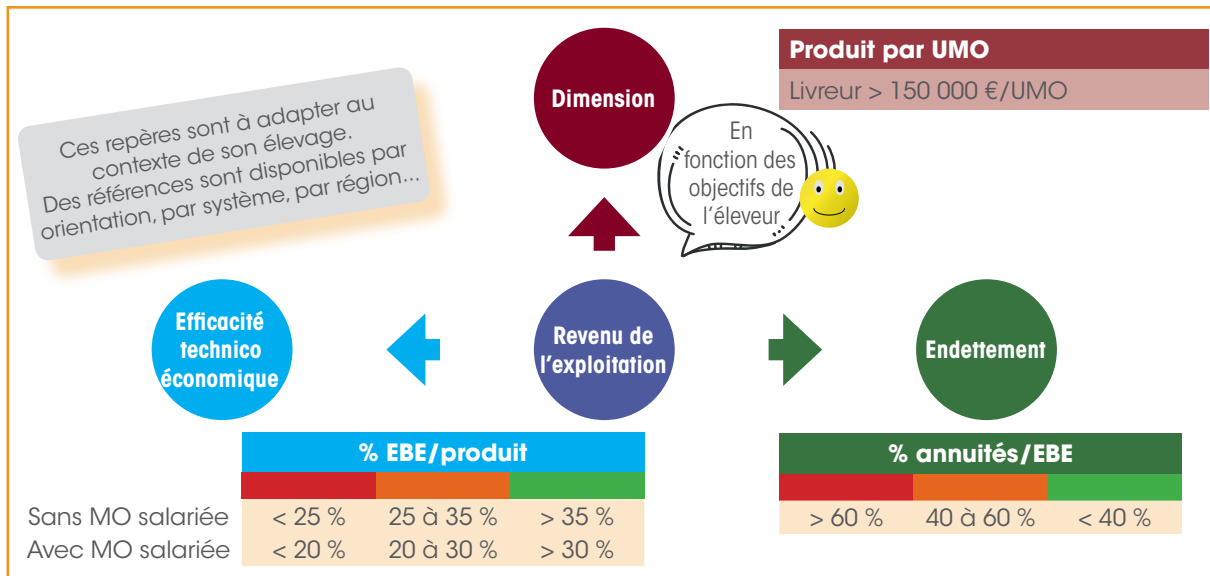 Produit par UMO
Livreur > 150 000 €/UMO
Dimension
Ces repères sont à adapter au
contexte de son élevage.
Des références sont disponibles par
orientation, par système, par région...
En
fonction des
objectifs de
l'éleveur
Efficacité
technico
économique
Revenu de
l'exploitation
Endettement
% EBE/produit
Sans MO salariée < 25 % 25 à 35 % > 35 %
Avec MO salariée < 20 % 20 à 30 % > 30 %
% annuités/EBE
> 60 % 40 à 60 % < 40 %